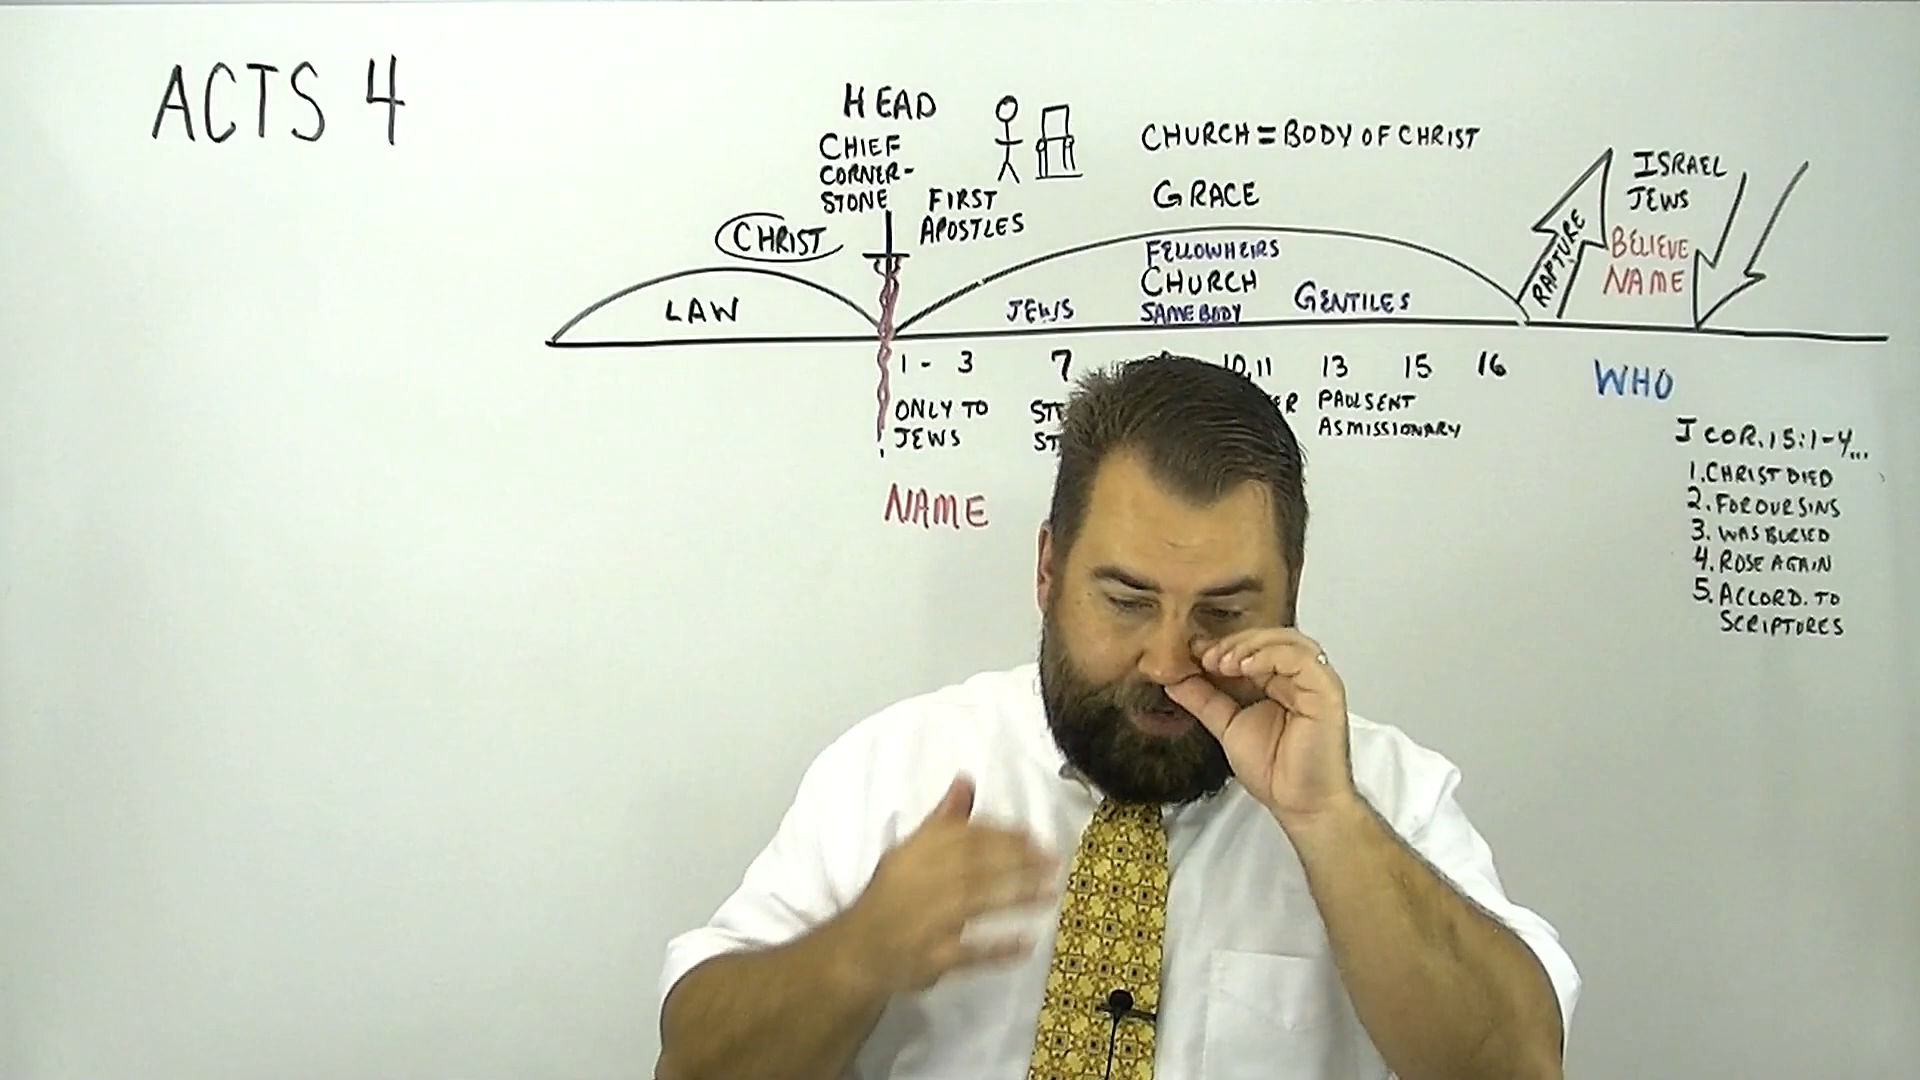 ACTS 4
HEAD
CHIEF
CORNER-
STONE
FIRST
APOSTLES
CHRIST
LAW
CHURCH = BODY OF CHRIST
GRACE
FELLOWHEIRS
CHURCH
SAME BODY
JEWS
GENTILES
RAPTURE
ISRAEL
JEWS
BELIEVE
NAME
1 - 3 7 10,11 13 15 16
ONLY TO
JEWS
PAUL SENT
AS MISSIONARY
NAME
WHO
I COR. 15:1-4...
1. CHRIST DIED
2. FOR OUR SINS
3. WAS BURIED
4. ROSE AGAIN
5. ACCORD. TO
SCRIPTURES